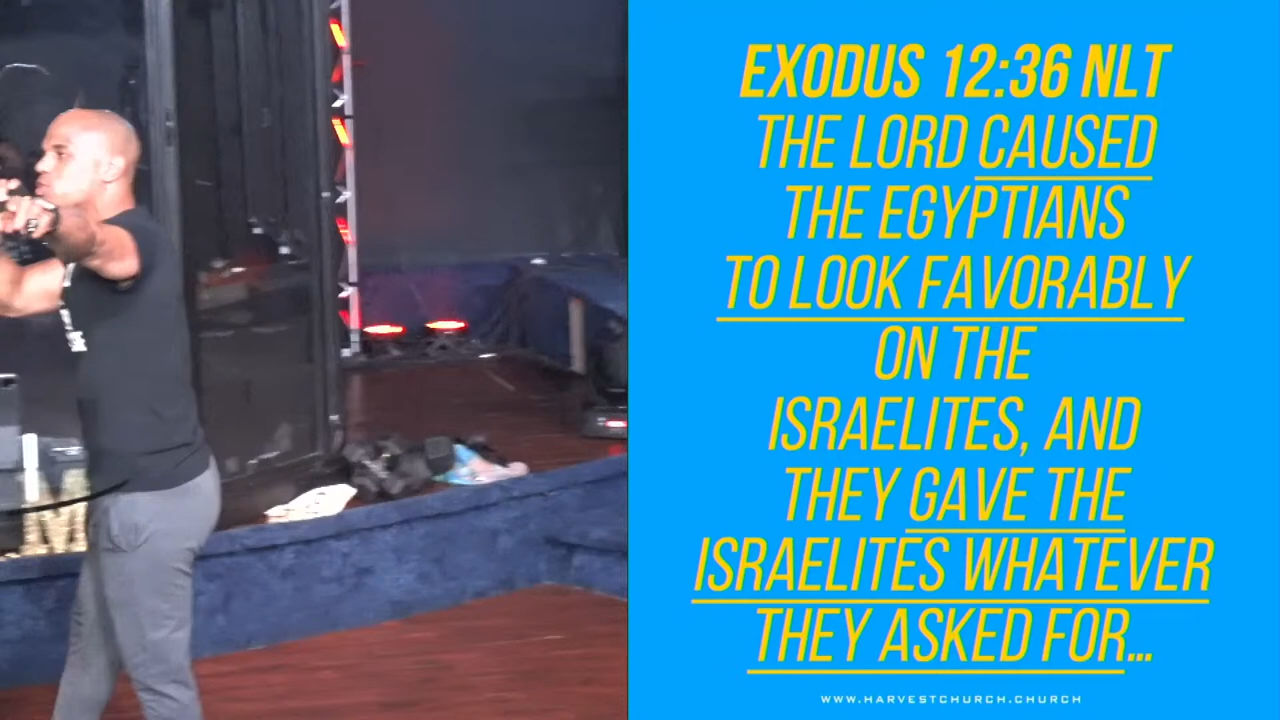 EXODUS 12:36 NLT
THE LORD CAUSED
THE EGYPTIANS
TO LOOK FAVORABLY
ON THE
ISRAELITES, AND
THEY GAVE THE
ISRAELITES WHATEVER
THEY ASKED FOR...
WWW.HARVESTCHURCH.CHURCH
M